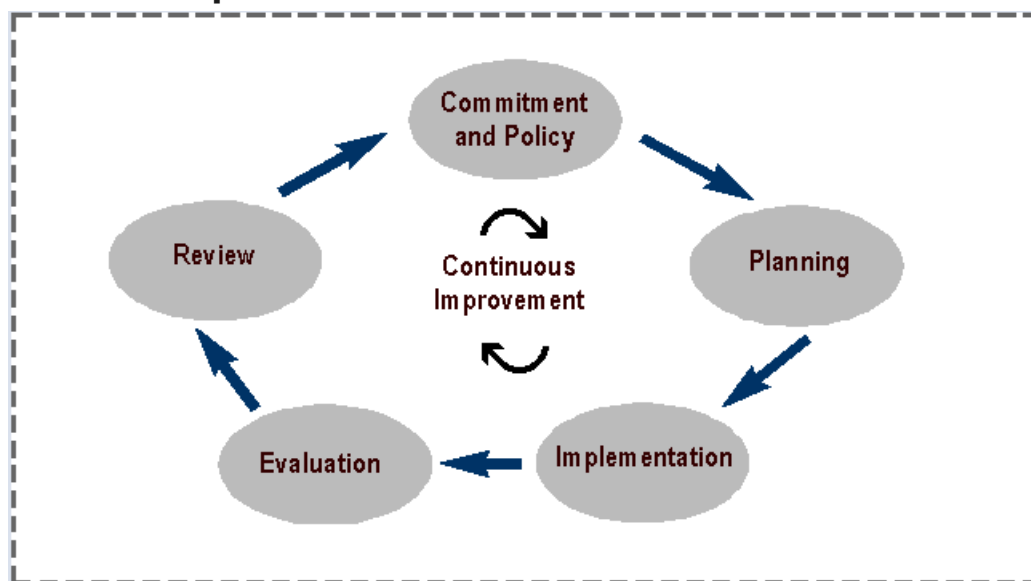 Commitment
and Policy
Review
Planning
Continuous
Improvement
Evaluation
Implementation